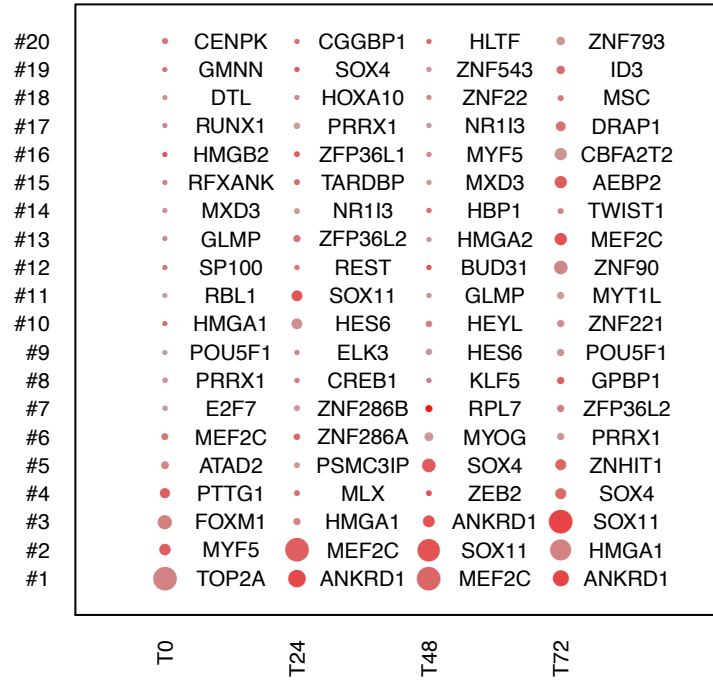 #20 CENPK CGGBP1 HLTF ZNF793
#19 GMNN SOX4 ZNF543 ID3
#18 DTL HOXA10 ZNF22 MSC
#17 RUNX1 PRRX1 NR1I3 DRAP1
#16 HMGB2 ZFP36L1 MYF5 CBFA2T2
#15 RFXANK TARDBP MXD3 AEBP2
#14 MXD3 NR1I3 HBP1 TWIST1
#13 GLMP ZFP36L2 HMGA2 MEF2C
#12 SP100 REST BUD31 ZNF90
#11 RBL1 SOX11 GLMP MYT1L
#10 HMGA1 HES6 HEYL ZNF221
#9 POU5F1 ELK3 HES6 POU5F1
#8 PRRX1 CREB1 KLF5 GPBP1
#7 E2F7 ZNF286B RPL7 ZFP36L2
#6 MEF2C ZNF286A MYOG PRRX1
#5 ATAD2 PSMC3IP SOX4 ZNHIT1
#4 PTTG1 MLX ZEB2 SOX4
#3 FOXM1 HMGA1 ANKRD1 SOX11
#2 MYF5 MEF2C SOX11 HMGA1
#1 TOP2A ANKRD1 MEF2C ANKRD1
T0 T24 T48 T72